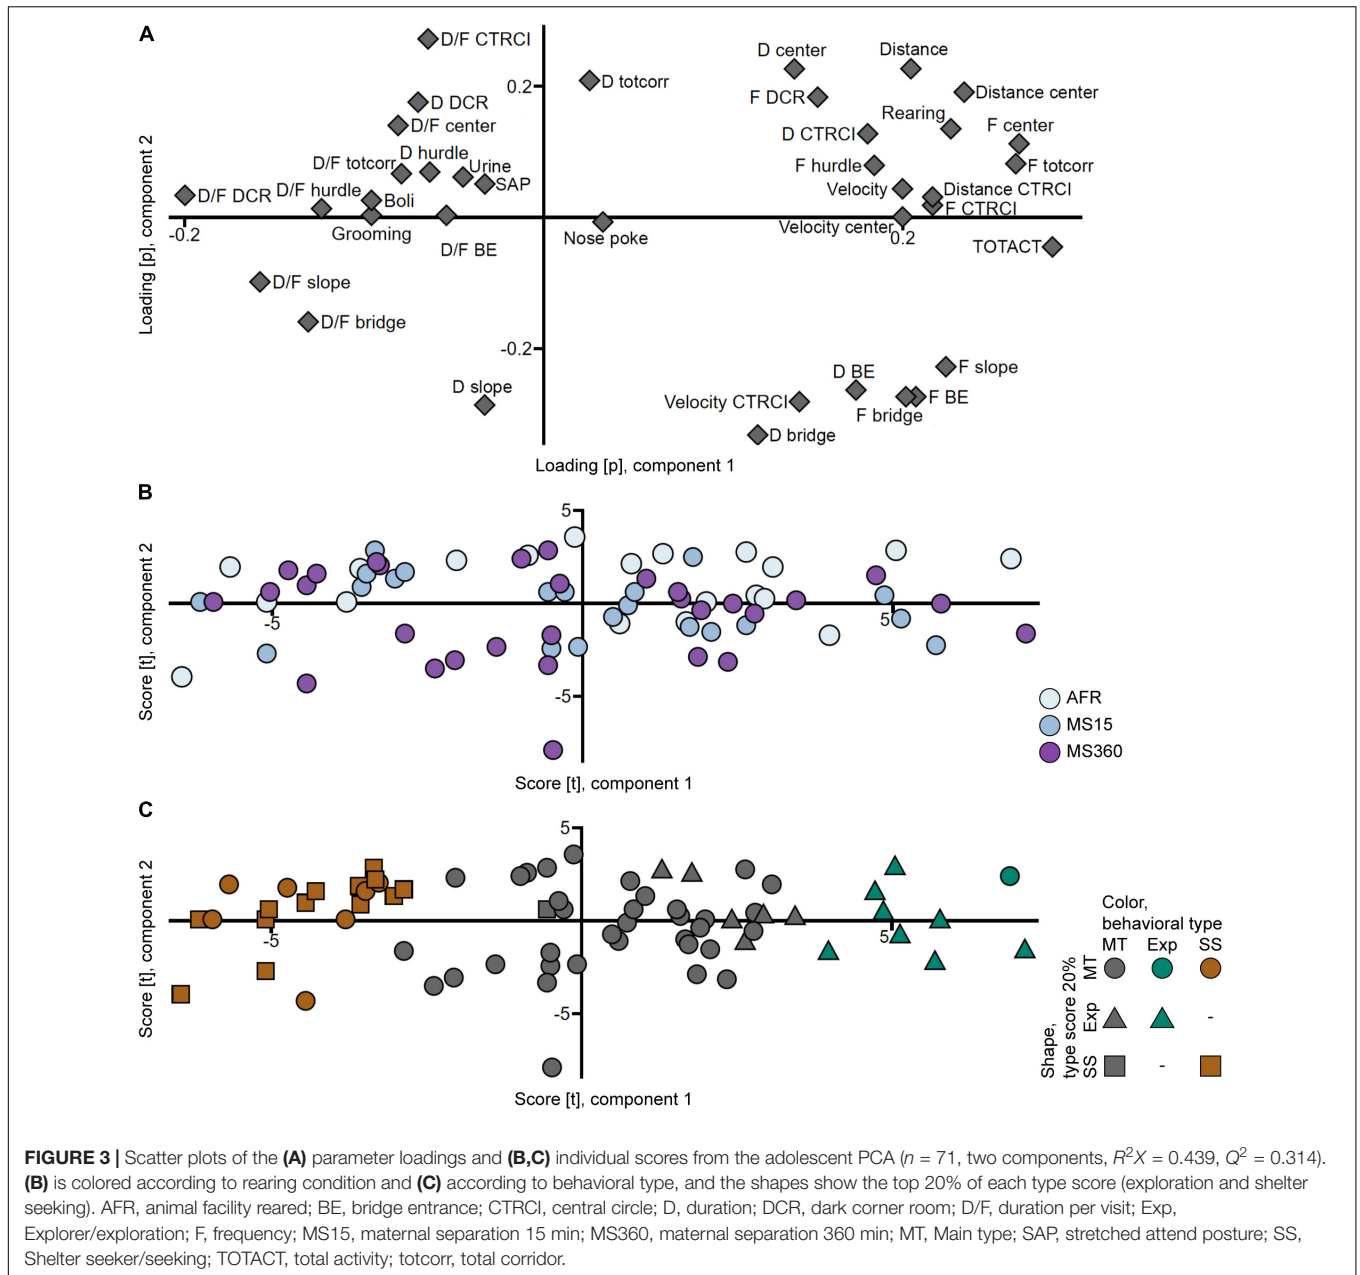 A
D/F CTRCI
D center
Distance
0.2
D totcorr
Distance center
D DCR
F DCR
Rearing
D/F center
D CTRCI
F center
D/F totcorr
D hurdle
Urine
F hurdle
F totcorr
D/F DCR
D/F hurdle
Boli
SAP
Velocity
Distance CTRCI
F CTRCI
-0.2
Grooming
D/F BE
Nose poke
Velocity center
0.2
TOTACT
D/F slope
D/F bridge
-0.2
D slope
D BE
F slope
Velocity CTRCI
F BE
F bridge
D bridge
Loading [p], component 2
Loading [p], component 1
B
5
-5
5
-5
Score [t], component 2
AFR
MS15
MS360
Score [t], component 1
C
5
-5
5
-5
Score [t], component 2
Color,
behavioral type
MT Exp SS
Shape,
type score 20%
MT
Exp -
SS -
Score [t], component 1
FIGURE 3 | Scatter plots of the (A) parameter loadings and (B,C) individual scores from the adolescent PCA (n = 71, two components, R²X = 0.439, Q² = 0.314).
(B) is colored according to rearing condition and (C) according to behavioral type, and the shapes show the top 20% of each type score (exploration and shelter
seeking). AFR, animal facility reared; BE, bridge entrance; CTRCI, central circle; D, duration; DCR, dark corner room; D/F, duration per visit; Exp,
Explorer/exploration; F, frequency; MS15, maternal separation 15 min; MS360, maternal separation 360 min; MT, Main type; SAP, stretched attend posture; SS,
Shelter seeker/seeking; TOTACT, total activity; totcorr, total corridor.